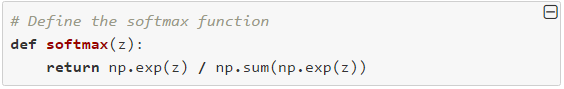 # Define the softmax function
def softmax(z):
    return np.exp(z) / np.sum(np.exp(z))